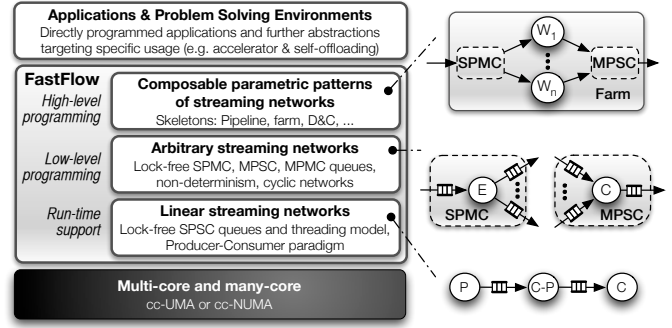 Applications & Problem Solving Environments
Directly programmed applications and further abstractions
targeting specific usage (e.g. accelerator & self-offloading)
FastFlow
High-level
programming
Composable parametric patterns
of streaming networks
Skeletons: Pipeline, farm, D&C, ...
Low-level
programming
Arbitrary streaming networks
Lock-free SPMC, MPSC, MPMC queues,
non-determinism, cyclic networks
Run-time
support
Linear streaming networks
Lock-free SPSC queues and threading model,
Producer-Consumer paradigm
Multi-core and many-core
cc-UMA or cc-NUMA
SPMC
W1
Wn
MPSC
Farm
E
SPMC
C
MPSC
P
C-P
C